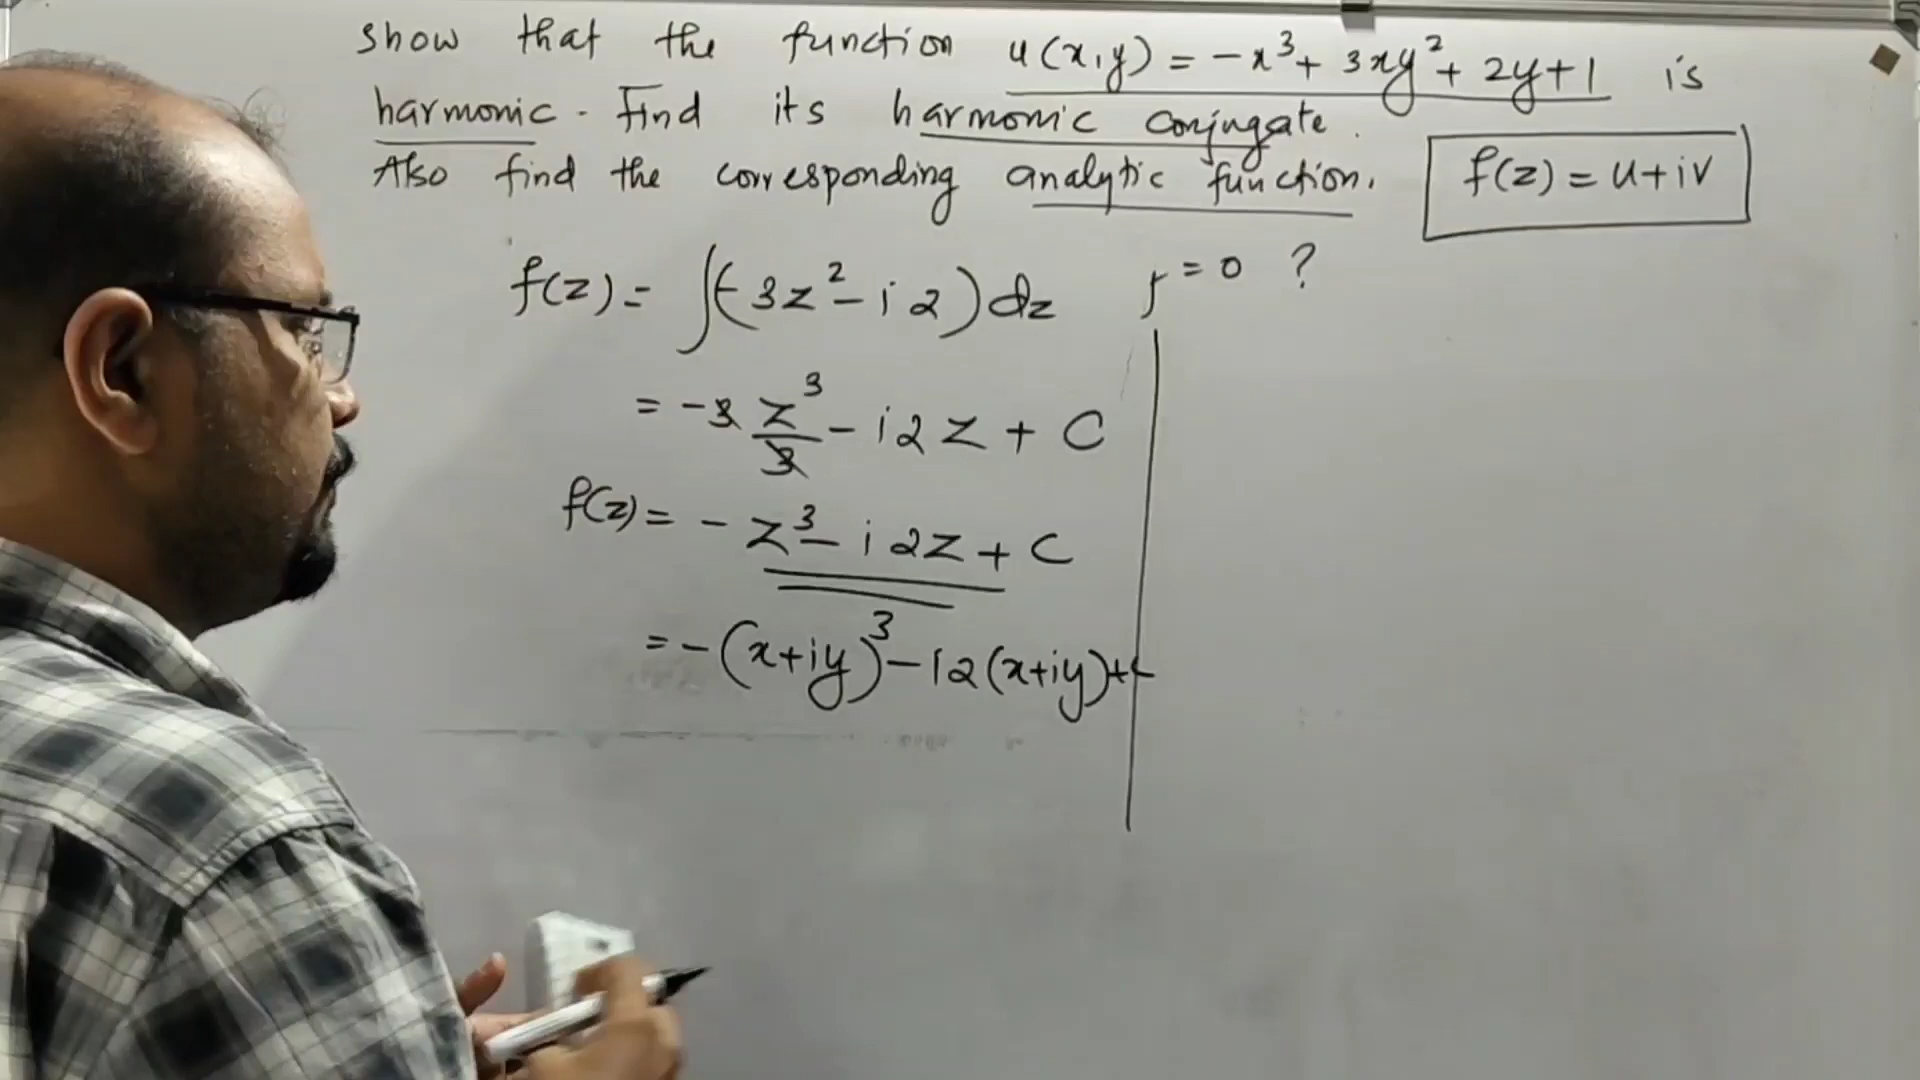 show that the function u(x,y) = -x³ + 3xy² + 2y + 1 is
harmonic. Find its harmonic conjugate.
Also find the corresponding analytic function.
f(z) = u + iv
f(z) = ∫(-3z² - i2)dz
= 0 ?
= -3 z³/3 - i2z + C
f(z) = -z³ - i2z + C
= -(x+iy)³ - i2(x+iy) +